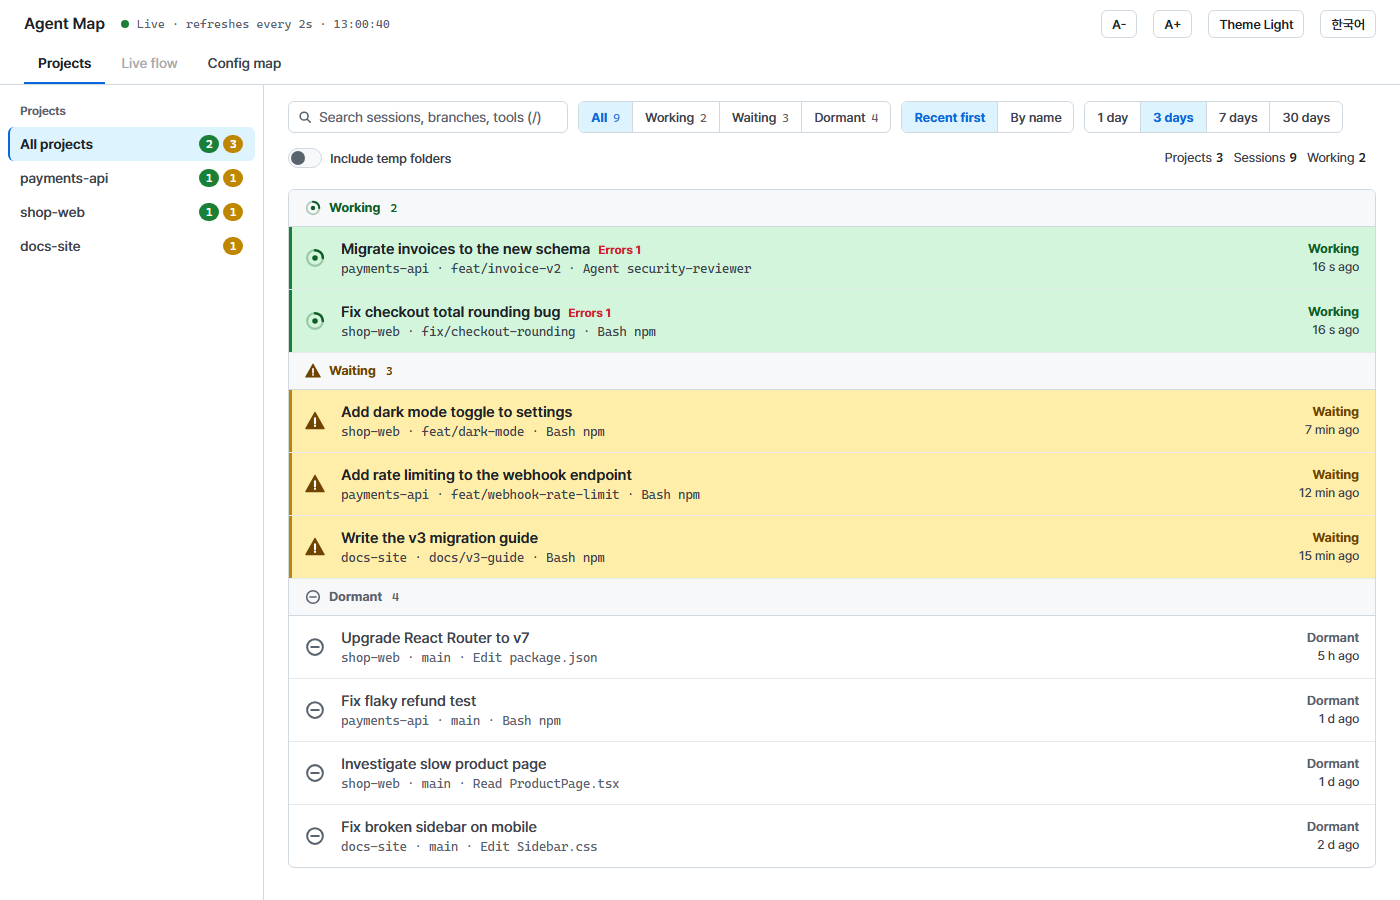 Agent Map
Live · refreshes every 2s · 13:00:40
A-
A+
Theme Light
한국어
Projects
Live flow
Config map
Projects
All projects 2 3
payments-api 1 1
shop-web 1 1
docs-site 1
Search sessions, branches, tools (/)
All 9
Working 2
Waiting 3
Dormant 4
Recent first
By name
1 day
3 days
7 days
30 days
Include temp folders
Projects 3 Sessions 9 Working 2
Working 2
Migrate invoices to the new schema Errors 1
Working
payments-api · feat/invoice-v2 · Agent security-reviewer
16 s ago
Fix checkout total rounding bug Errors 1
Working
shop-web · fix/checkout-rounding · Bash npm
16 s ago
Waiting 3
Add dark mode toggle to settings
Waiting
shop-web · feat/dark-mode · Bash npm
7 min ago
Add rate limiting to the webhook endpoint
Waiting
payments-api · feat/webhook-rate-limit · Bash npm
12 min ago
Write the v3 migration guide
Waiting
docs-site · docs/v3-guide · Bash npm
15 min ago
Dormant 4
Upgrade React Router to v7
Dormant
shop-web · main · Edit package.json
5 h ago
Fix flaky refund test
Dormant
payments-api · main · Bash npm
1 d ago
Investigate slow product page
Dormant
shop-web · main · Read ProductPage.tsx
1 d ago
Fix broken sidebar on mobile
Dormant
docs-site · main · Edit Sidebar.css
2 d ago